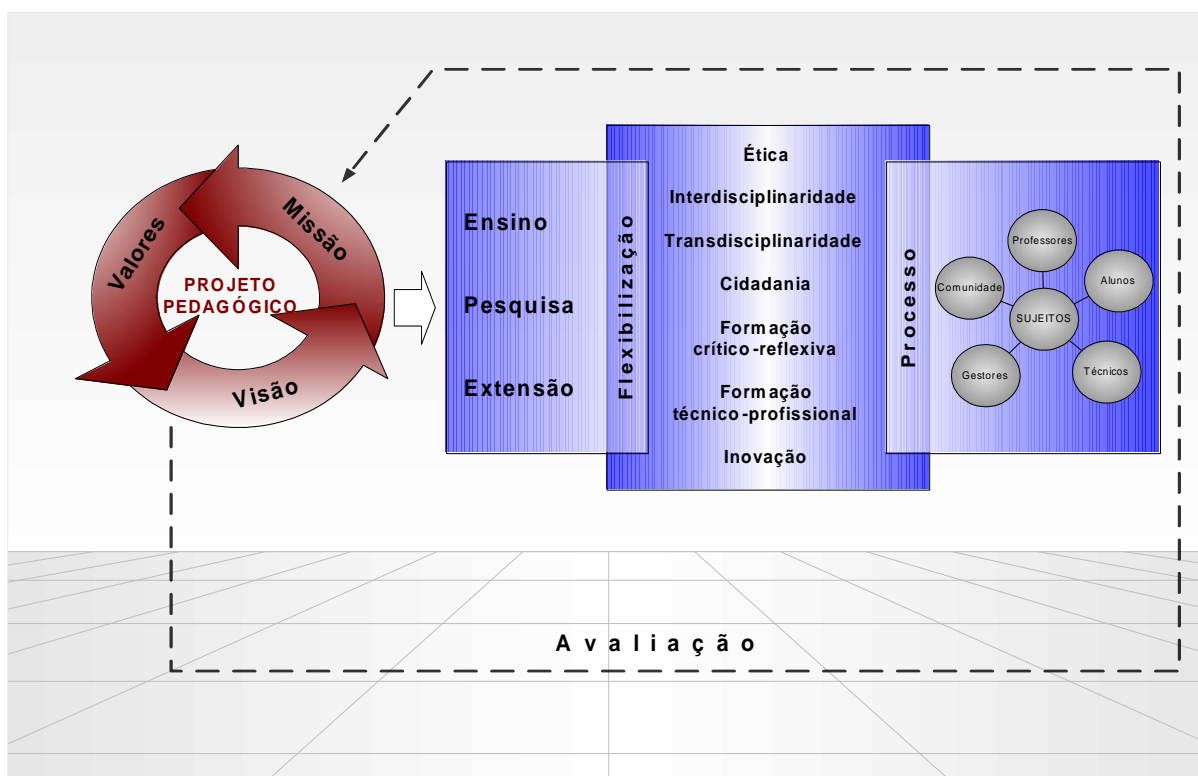 Valores
Missão
Visão
PROJETO
PEDAGÓGICO
Ensino
Pesquisa
Extensão
Flexibilização
Ética
Interdisciplinaridade
Transdisciplinaridade
Cidadania
Formação
crítico-reflexiva
Formação
técnico-profissional
Inovação
Processo
Professores
Comunidade
Alunos
SUJEITOS
Gestores
Técnicos
Avaliação